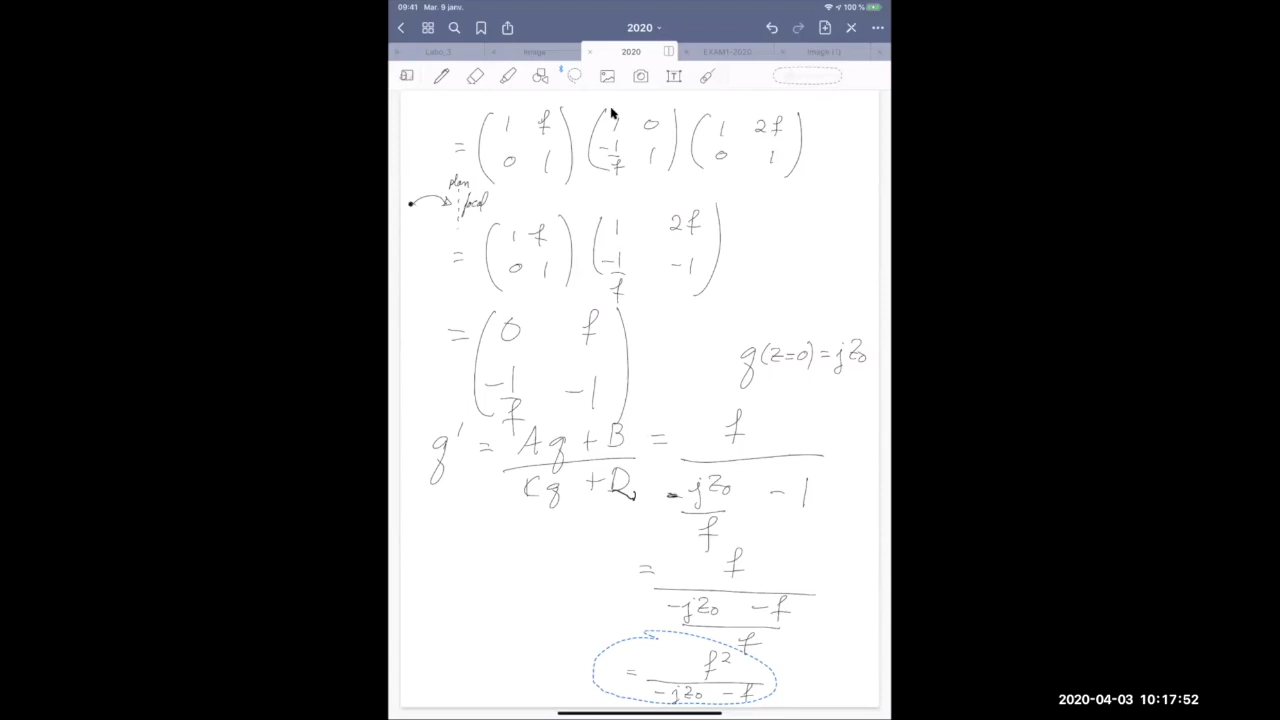 09:41 Mar. 9 janv. 100 %
2020
Labo_3 Image 2020 EXAM1-2020 Image (1)
= ( 1 f ) ( 1 0 ) ( 1 2f )
( 0 1 ) ( -1/f 1 ) ( 0 1 )
plan
focal
= ( 1 f ) ( 1 2f )
( 0 1 ) ( -1/f -1 )
= ( 0 f )
( -1/f -1 )
q(z=0) = jZ0
q' = Aq + B / Cq + D = f / -jZ0/f - 1
= f / (-jZ0 - f / f)
= f² / -jZ0 - f
2020-04-03 10:17:52